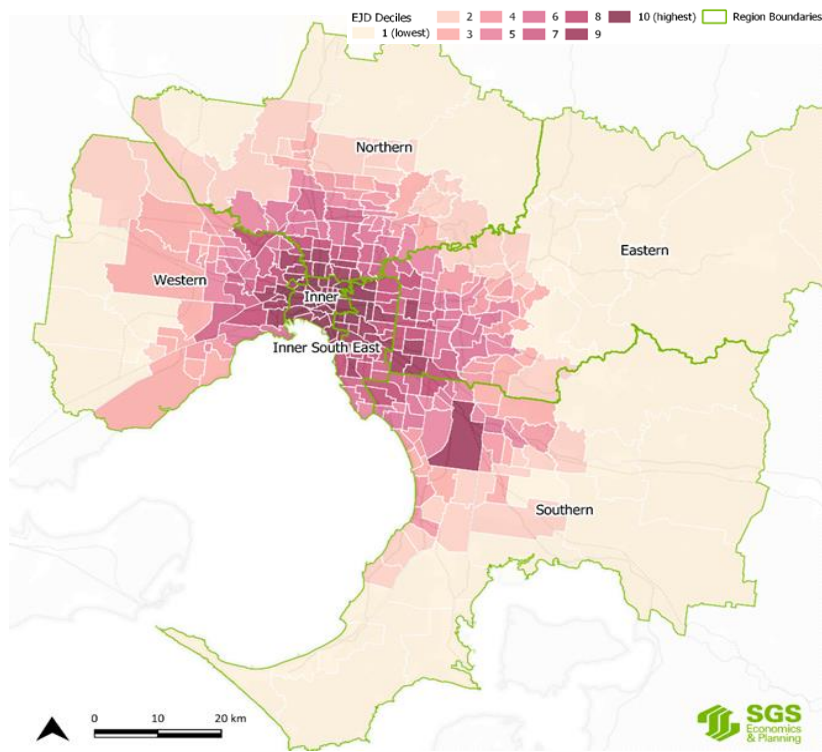 EJD Deciles
1 (lowest)
2
3
4
5
6
7
8
9
10 (highest)
Region Boundaries
Northern
Eastern
Western
Inner
Inner South East
Southern
0 10 20 km
SGS
Economics
& Planning